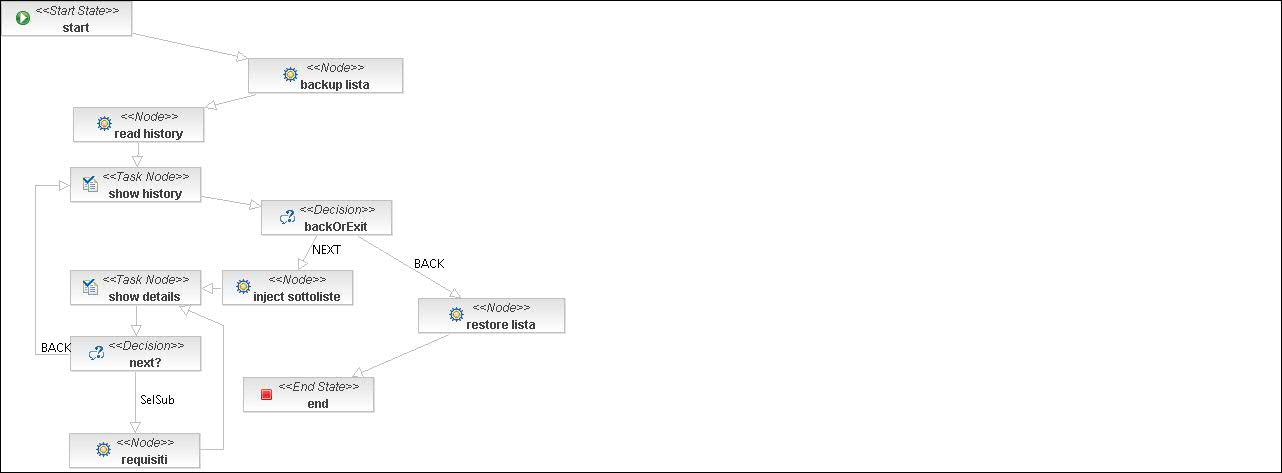 <<Start State>>
start
<<Node>>
backup lista
<<Node>>
read history
<<Task Node>>
show history
<<Decision>>
backOrExit
NEXT
BACK
<<Task Node>>
show details
<<Node>>
inject sottoliste
<<Node>>
restore lista
BACK
<<Decision>>
next?
<<End State>>
end
SelSub
<<Node>>
requisiti